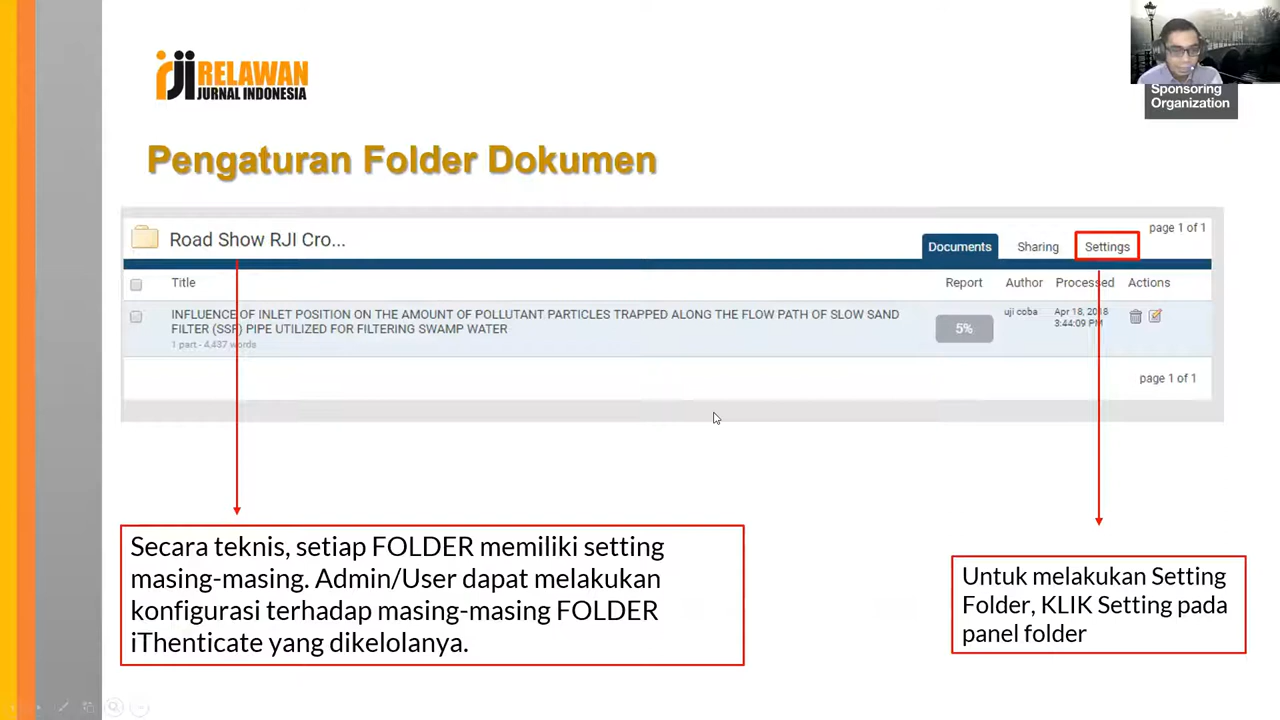 RELAWAN
JURNAL INDONESIA
Sponsoring
Organization
Pengaturan Folder Dokumen
Road Show RJI Cro...
page 1 of 1
Documents Sharing Settings
Title Report Author Processed Actions
INFLUENCE OF INLET POSITION ON THE AMOUNT OF POLLUTANT PARTICLES TRAPPED ALONG THE FLOW PATH OF SLOW SAND
FILTER (SSF) PIPE UTILIZED FOR FILTERING SWAMP WATER
1 part - 4,437 words
5%
uji coba
Apr 18, 2018
3:44:09 PM
page 1 of 1
Secara teknis, setiap FOLDER memiliki setting
masing-masing. Admin/User dapat melakukan
konfigurasi terhadap masing-masing FOLDER
iThenticate yang dikelolanya.
Untuk melakukan Setting
Folder, KLIK Setting pada
panel folder